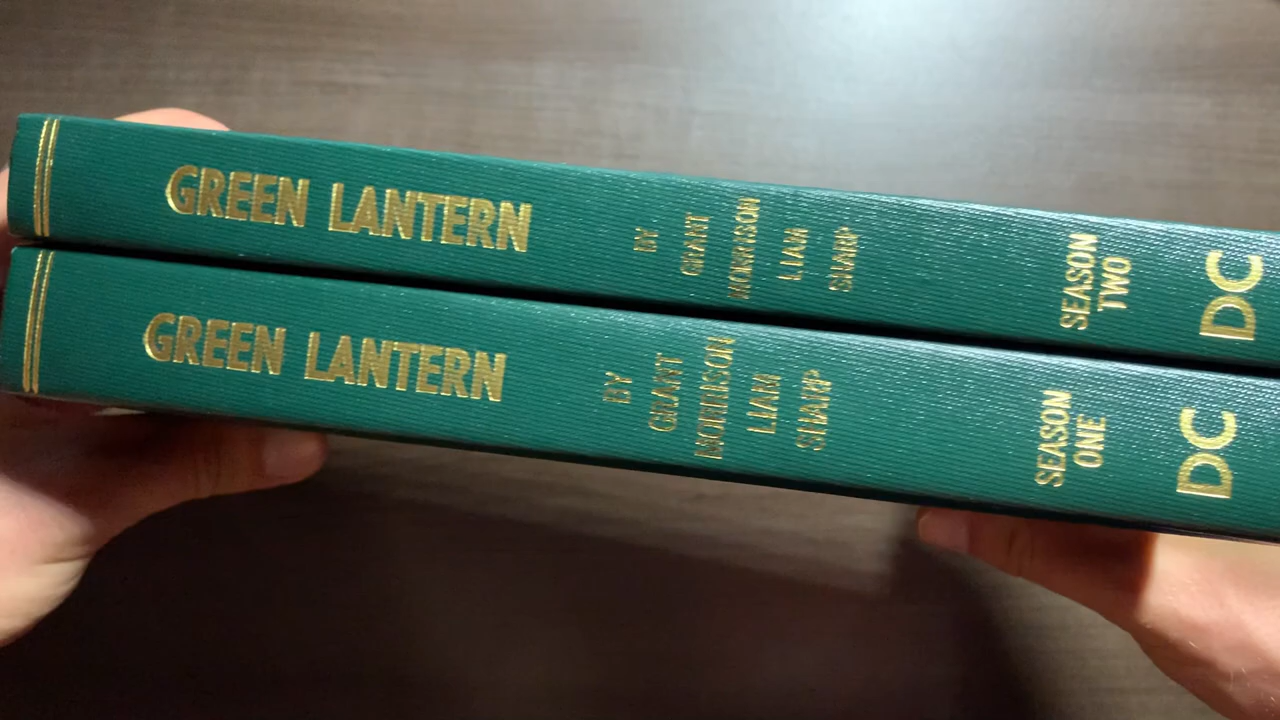 GREEN LANTERN
BY
GRANT
MORRISON
LIAM
SHARP
SEASON
TWO
DC
GREEN LANTERN
BY
GRANT
MORRISON
LIAM
SHARP
SEASON
ONE
DC